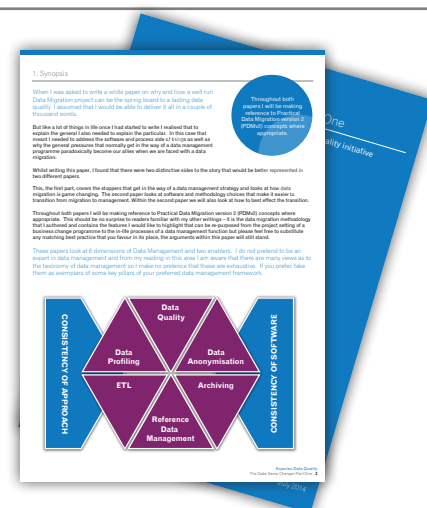 1. Synopsis
When I was asked to write a white paper on why and how a well run
Data Migration project can be the spring board to a lasting data
quality I assumed that I would be able to deliver it all in a couple of
thousand words.
But like a lot of things in life once I had started to write I realised that to
explain the general I also needed to explain the particular. In this case that
meant I needed to show the software and process side of things as well as
why the general pressures that normally get in the way of a data management
programme paradoxically become our allies when we are faced with a data
migration.
Whilst writing this paper, I found that there were two distinctive sides to the story that would be better represented in
two different papers.
This, the first part, covers the stoppers that get in the way of a data management strategy and looks at how data
migration is game changing. The second paper looks at software and methodology choices that have to be made if
transition from migration to management. Within the second paper we will also look at how to best effect the transition.
Throughout both papers I will be making reference to Practical Data Migration version 2 (PDMv2) concepts where
appropriate. This should be no surprise to readers familiar with my other writings – it is the data migration methodology
that I authored and contains the features I would like to highlight that can be re-purposed from the project setting of a
business change programme to the in-life processes of a data management function but please feel free to substitute
any matching best practice that you favour in its place, the arguments within this paper will still stand.
These papers look at 6 dimensions of Data Management and two enablers. I do not pretend to be an
expert in data management and from my reading in this area I am aware that there are many views as to
the taxonomy of data management so I make no pretence that these are exhaustive. If you prefer, take
them as exemplars of some key pillars of your preferred data management framework.
Throughout both
papers I will be making
reference to Practical
Data Migration version 2
(PDMv2) concepts where
appropriate.
One
ality initiative
CONSISTENCY OF APPROACH
Data
Quality
Data
Profiling
Data
Anonymisation
ETL
Archiving
Reference
Data
Management
CONSISTENCY OF SOFTWARE
Experian Data Quality
The Data Game Changer Part One 3
July 2014